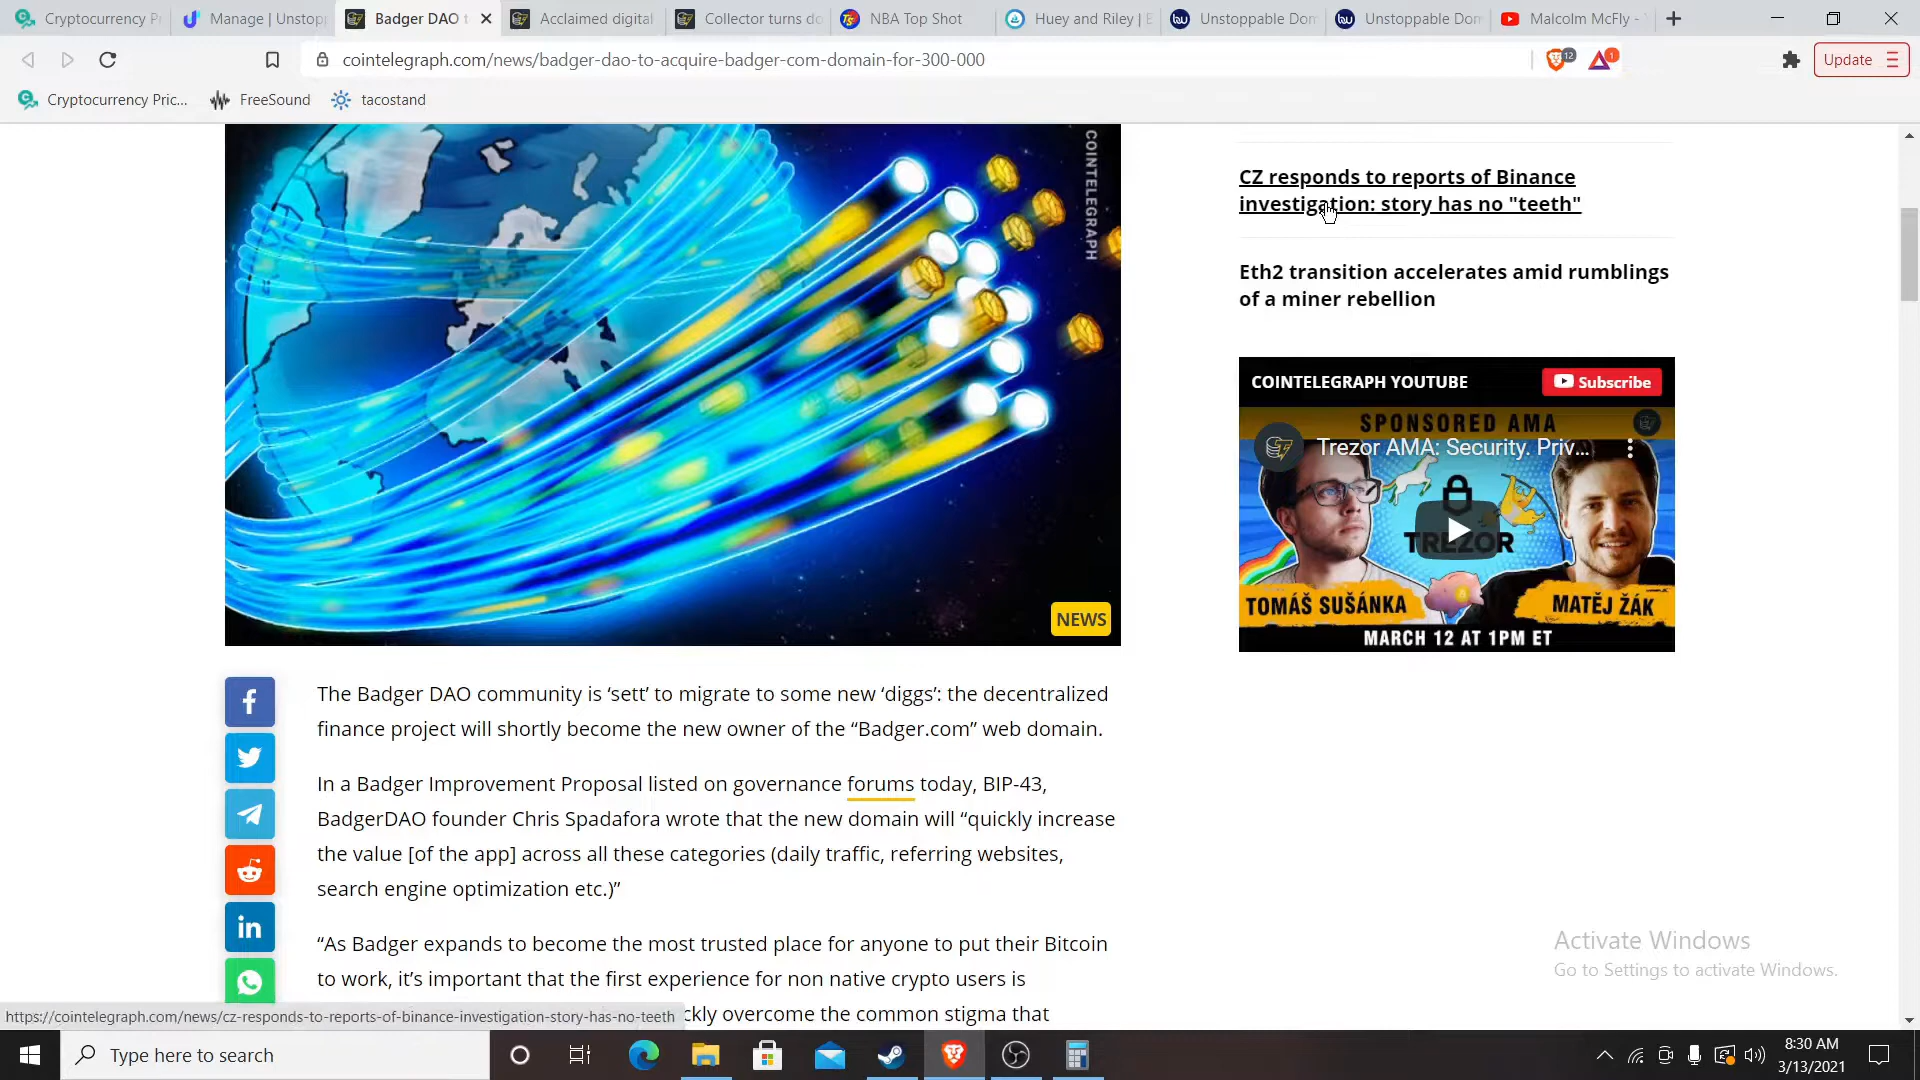 Cryptocurrency P
Manage | Unstopp
Badger DAO t
Acclaimed digital
Collector turns do
NBA Top Shot
Huey and Riley | E
Unstoppable Dom
Unstoppable Dom
Malcolm McFly -
cointelegraph.com/news/badger-dao-to-acquire-badger-com-domain-for-300-000
12
1
Update
Cryptocurrency Pric...
FreeSound
tacostand
COINTELEGRAPH
NEWS
CZ responds to reports of Binance
investigation: story has no "teeth"
Eth2 transition accelerates amid rumblings
of a miner rebellion
COINTELEGRAPH YOUTUBE
Subscribe
SPONSORED AMA
Trezor AMA: Security. Priv...
TREZOR
TOMÁŠ SUŠÁNKA
MATĚJ ŽÁK
MARCH 12 AT 1PM ET
The Badger DAO community is ‘sett’ to migrate to some new ‘diggs’: the decentralized
finance project will shortly become the new owner of the “Badger.com” web domain.
In a Badger Improvement Proposal listed on governance forums today, BIP-43,
BadgerDAO founder Chris Spadafora wrote that the new domain will “quickly increase
the value [of the app] across all these categories (daily traffic, referring websites,
search engine optimization etc.)”
“As Badger expands to become the most trusted place for anyone to put their Bitcoin
to work, it’s important that the first experience for non native crypto users is
ckly overcome the common stigma that
Activate Windows
Go to Settings to activate Windows.
https://cointelegraph.com/news/cz-responds-to-reports-of-binance-investigation-story-has-no-teeth
Type here to search
8:30 AM
3/13/2021